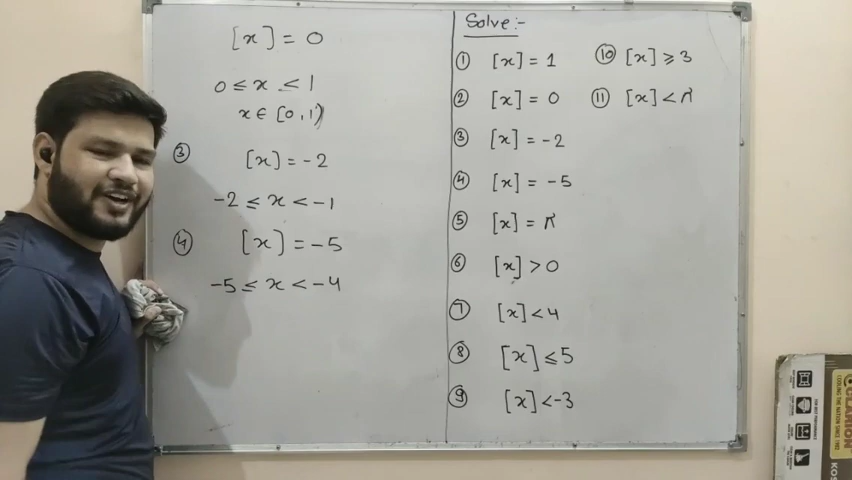 [x] = 0
0 ≤ x ≤ 1
x ∈ [0, 1)
③ [x] = -2
-2 ≤ x < -1
④ [x] = -5
-5 ≤ x < -4
Solve:-
① [x] = 1
② [x] = 0
③ [x] = -2
④ [x] = -5
⑤ [x] = π
⑥ [x] > 0
⑦ [x] < 4
⑧ [x] ≤ 5
⑨ [x] < -3
⑩ [x] ≥ 3
⑪ [x] < π
CLARION